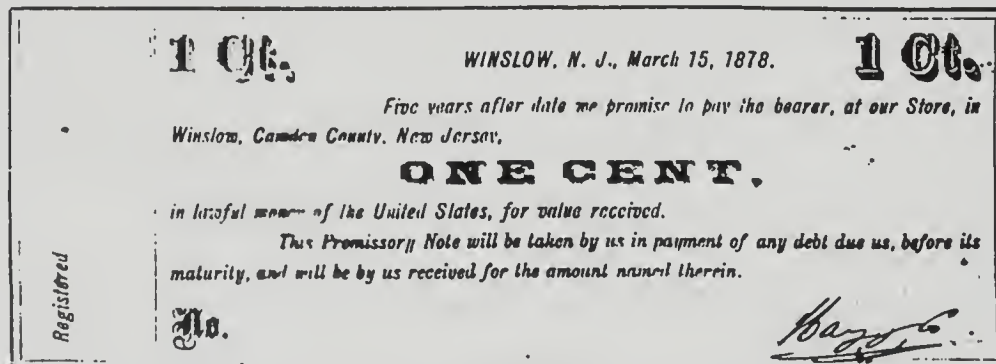 1 Ct. WINSLOW, N. J., March 15, 1878. 1 Ct.
Five years after date we promise to pay the bearer, at our Store, in
Winslow, Camden County, New Jersey,
ONE CENT,
in lawful money of the United States, for value received.
This Promissory Note will be taken by us in payment of any debt due us, before its
maturity, and will be by us received for the amount named therein.
Registered
No.